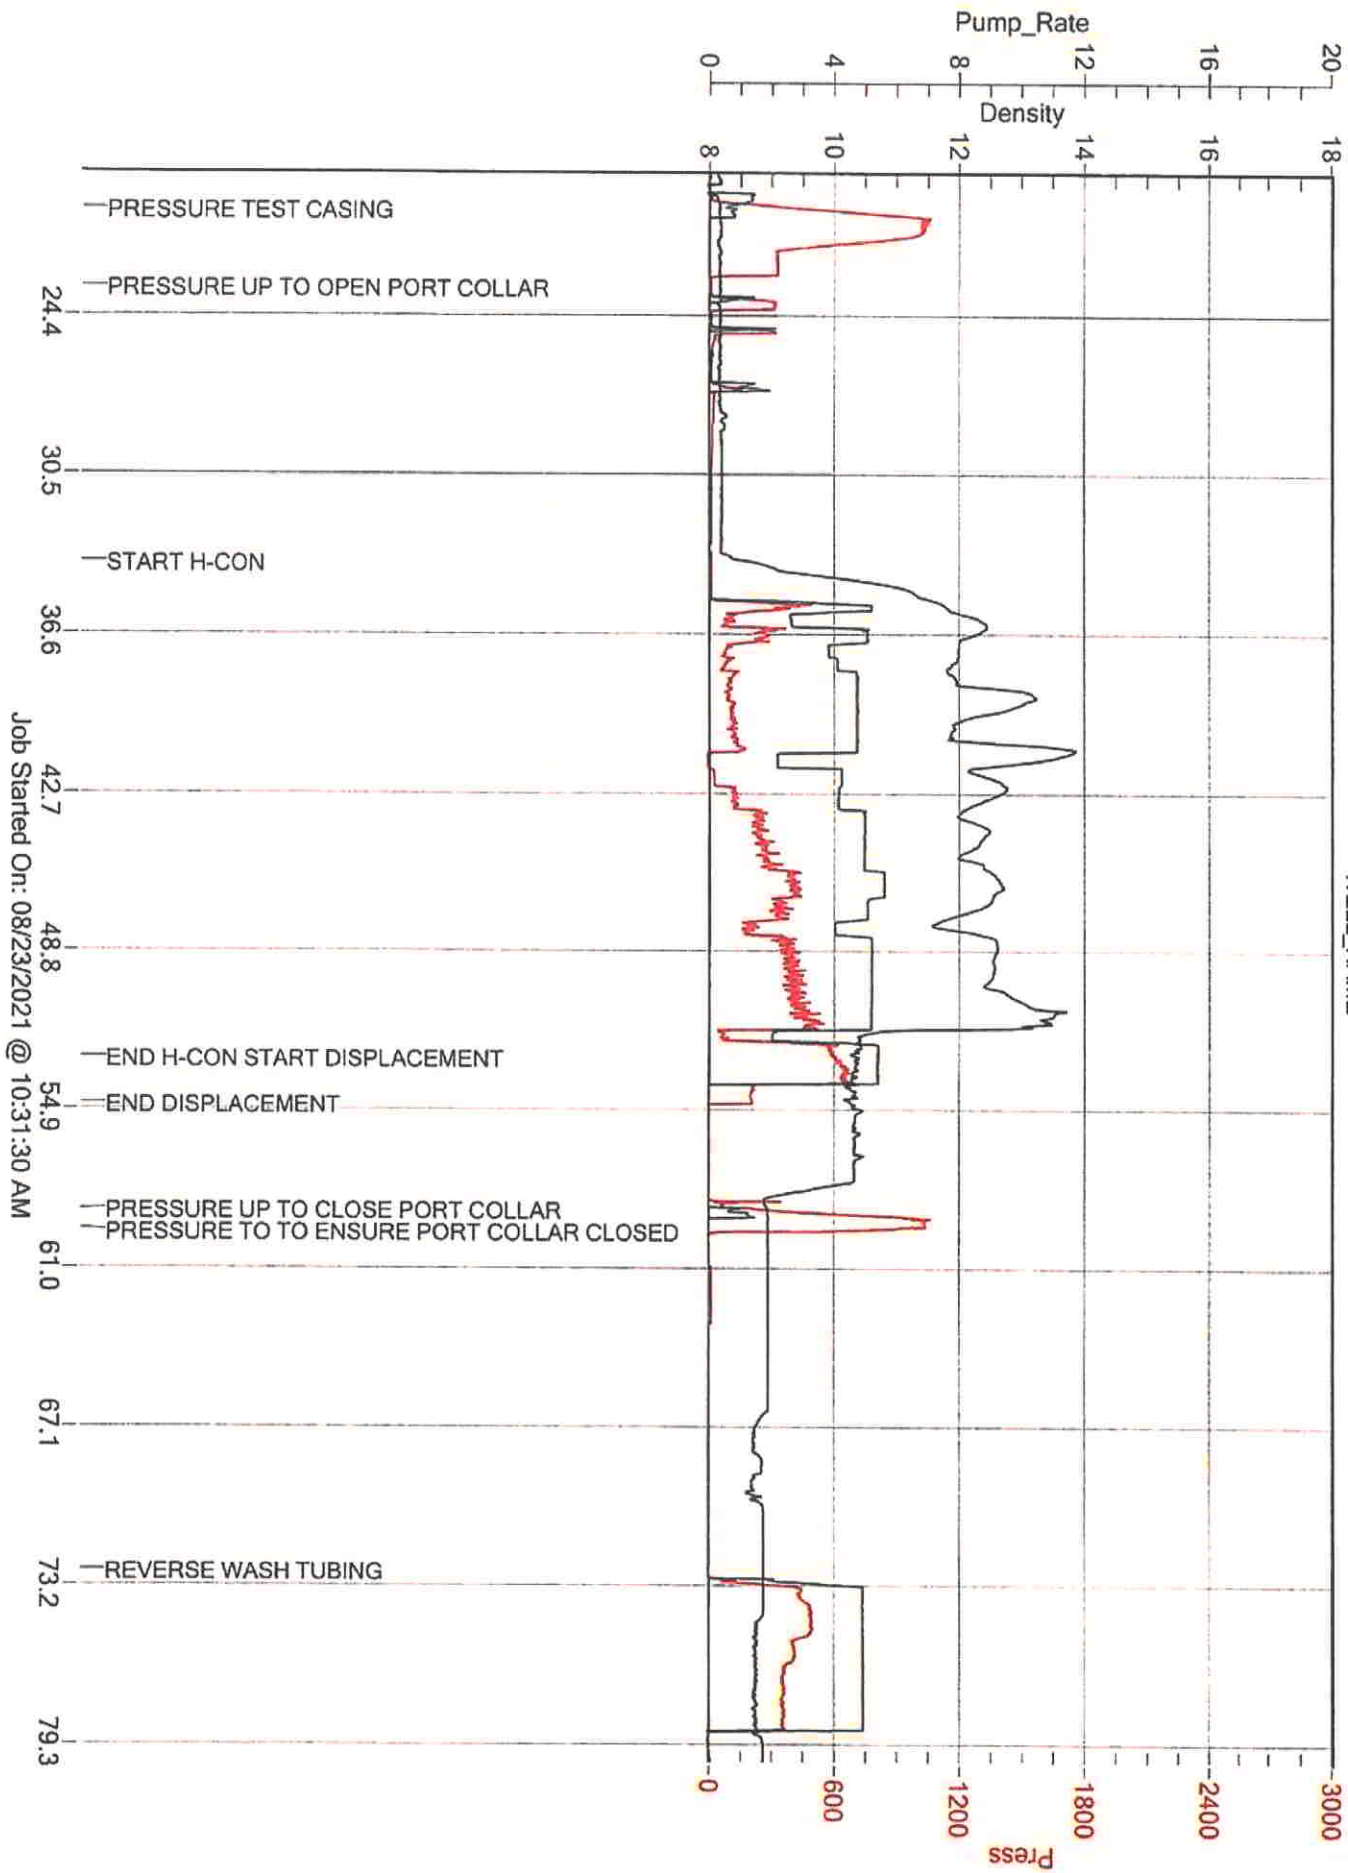 Pump_Rate
0 4 8 12 16 20
Density
8 10 12 14 16 18
PRESSURE TEST CASING
PRESSURE UP TO OPEN PORT COLLAR
24.4
30.5
START H-CON
36.6
42.7
48.8
END H-CON START DISPLACEMENT
END DISPLACEMENT
54.9
PRESSURE UP TO CLOSE PORT COLLAR
PRESSURE TO TO ENSURE PORT COLLAR CLOSED
61.0
67.1
REVERSE WASH TUBING
73.2
79.3
0 600 1200 1800 2400 3000
Press
Job Started On: 08/23/2021 @ 10:31:30 AM